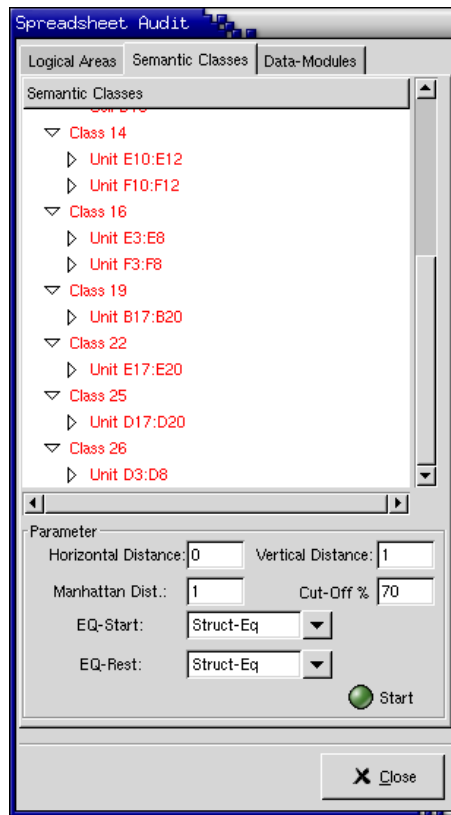 Spreadsheet Audit
Logical Areas Semantic Classes Data-Modules
Semantic Classes
Class 14
Unit E10:E12
Unit F10:F12
Class 16
Unit E3:E8
Unit F3:F8
Class 19
Unit B17:B20
Class 22
Unit E17:E20
Class 25
Unit D17:D20
Class 26
Unit D3:D8
Parameter
Horizontal Distance: 0 Vertical Distance: 1
Manhattan Dist.: 1 Cut-Off % 70
EQ-Start: Struct-Eq
EQ-Rest: Struct-Eq
Start
Close